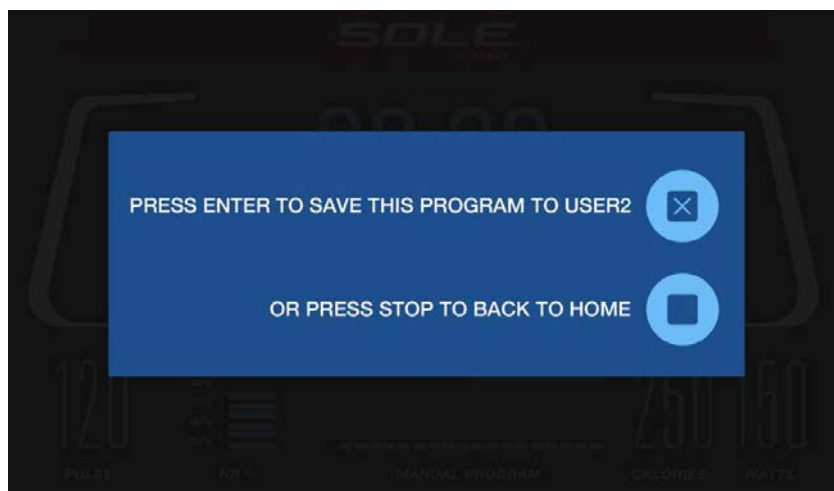 SOLE
PRESS ENTER TO SAVE THIS PROGRAM TO USER2
OR PRESS STOP TO BACK TO HOME
120
250
150
PULSE
HR %
MANUAL PROGRAM
CALORIES
WATTS